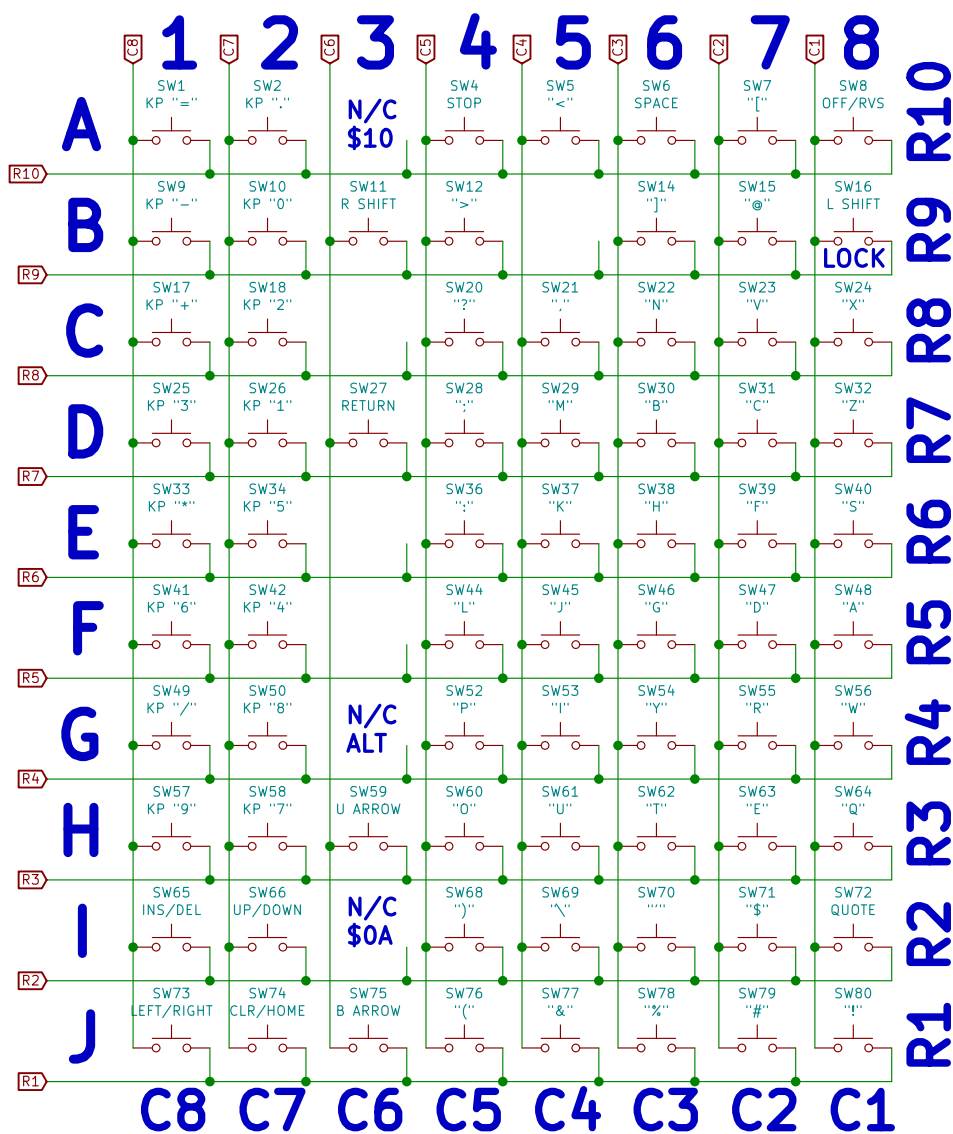 1 2 3 4 5 6 7 8
C8 C7 C6 C5 C4 C3 C2 C1
SW1 SW2 SW4 SW5 SW6 SW7 SW8
KP "=" KP "." N/C STOP "<" SPACE "[" OFF/RVS
A $10 R10
R10
SW9 SW10 SW11 SW12 SW14 SW15 SW16
KP "-" KP "0" R SHIFT ">" "]" "@" L SHIFT
B R9
LOCK
R9
SW17 SW18 SW20 SW21 SW22 SW23 SW24
KP "+" KP "2" "?" "," "N" "V" "X"
C R8
R8
SW25 SW26 SW27 SW28 SW29 SW30 SW31 SW32
KP "3" KP "1" RETURN ";" "M" "B" "C" "Z"
D R7
R7
SW33 SW34 SW36 SW37 SW38 SW39 SW40
KP "*" KP "5" ":" "K" "H" "F" "S"
E R6
R6
SW41 SW42 SW44 SW45 SW46 SW47 SW48
KP "6" KP "4" "L" "J" "G" "D" "A"
F R5
R5
SW49 SW50 SW52 SW53 SW54 SW55 SW56
KP "/" KP "8" N/C "P" "I" "Y" "R" "W"
G ALT R4
R4
SW57 SW58 SW59 SW60 SW61 SW62 SW63 SW64
KP "9" KP "7" U ARROW "O" "U" "T" "E" "Q"
H R3
R3
SW65 SW66 SW68 SW69 SW70 SW71 SW72
INS/DEL UP/DOWN N/C ")" "\" "'" "$" QUOTE
I $0A R2
R2
SW73 SW74 SW75 SW76 SW77 SW78 SW79 SW80
LEFT/RIGHT CLR/HOME B ARROW "(" "&" "%" "#" "!"
J R1
R1
C8 C7 C6 C5 C4 C3 C2 C1